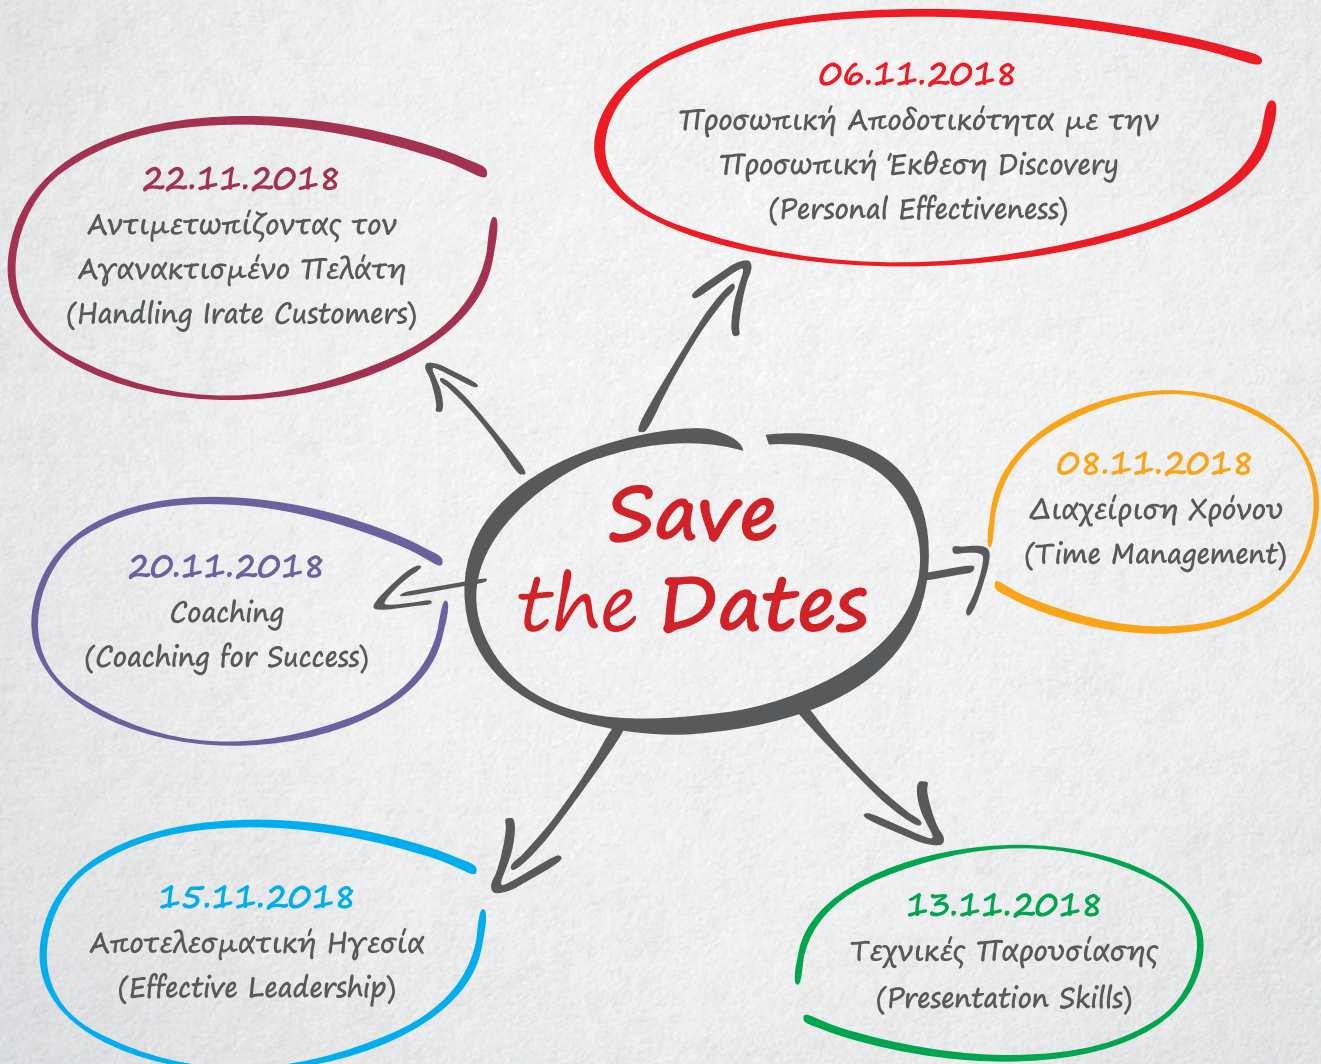 06.11.2018
Προσωπική Αποδοτικότητα με την
Προσωπική Έκθεση Discovery
(Personal Effectiveness)
22.11.2018
Αντιμετωπίζοντας τον
Αγανακτισμένο Πελάτη
(Handling Irate Customers)
Save
the Dates
08.11.2018
Διαχείριση Χρόνου
(Time Management)
20.11.2018
Coaching
(Coaching for Success)
15.11.2018
Αποτελεσματική Ηγεσία
(Effective Leadership)
13.11.2018
Τεχνικές Παρουσίασης
(Presentation Skills)